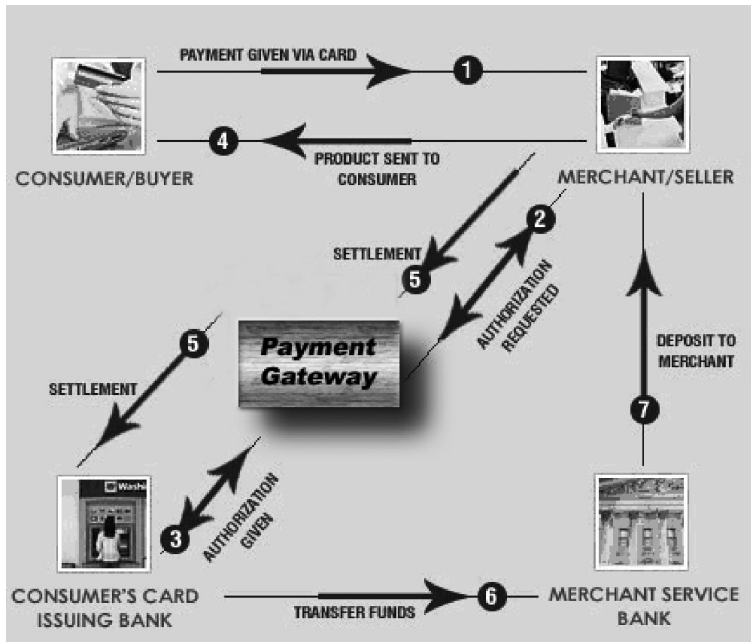 PAYMENT GIVEN VIA CARD
1
4
PRODUCT SENT TO
CONSUMER
CONSUMER/BUYER
MERCHANT/SELLER
2
SETTLEMENT
5
AUTHORIZATION
REQUESTED
Payment
Gateway
5
SETTLEMENT
DEPOSIT TO
MERCHANT
7
Washi
3
AUTHORIZATION
GIVEN
CONSUMER'S CARD
ISSUING BANK
6
TRANSFER FUNDS
MERCHANT SERVICE
BANK